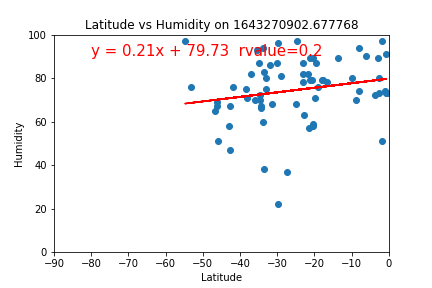 Latitude vs Humidity on 1643270902.677768
y = 0.21x + 79.73 rvalue=0.2
100
80
60
40
20
0
Humidity
−90 −80 −70 −60 −50 −40 −30 −20 −10 0
Latitude